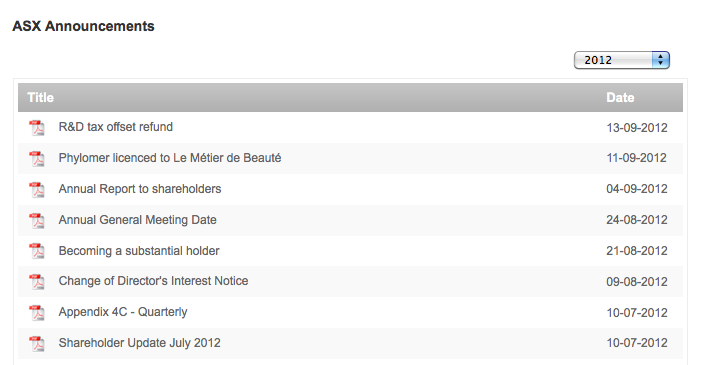 ASX Announcements
2012
Title Date
R&D tax offset refund 13-09-2012
Phylomer licenced to Le Métier de Beauté 11-09-2012
Annual Report to shareholders 04-09-2012
Annual General Meeting Date 24-08-2012
Becoming a substantial holder 21-08-2012
Change of Director's Interest Notice 09-08-2012
Appendix 4C - Quarterly 10-07-2012
Shareholder Update July 2012 10-07-2012